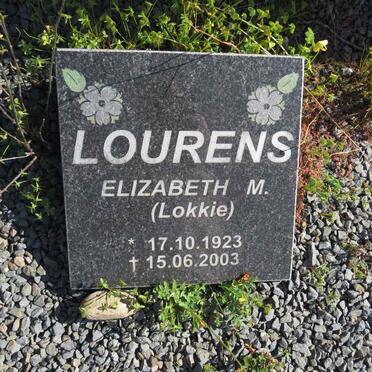 LOURENS
ELIZABETH M.
(Lokkie)
* 17.10.1923
† 15.06.2003